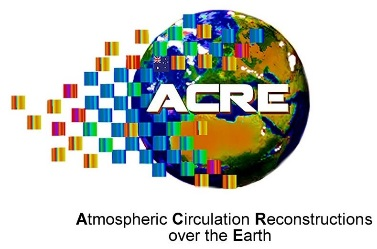 ACRE
Atmospheric Circulation Reconstructions
over the Earth